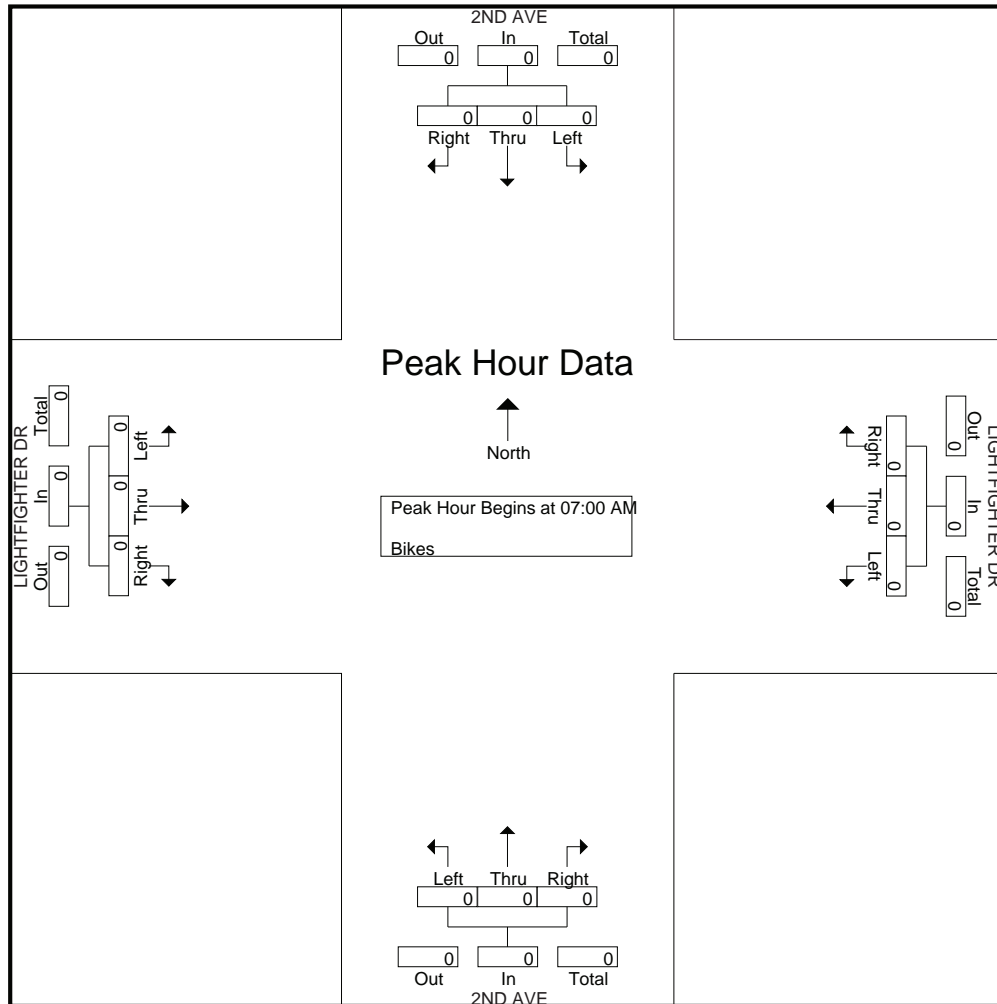 2ND AVE
Out In Total
0 0 0
0 0 0
Right Thru Left
Peak Hour Data
North
Peak Hour Begins at 07:00 AM
Bikes
LIGHTFIGHTER DR
Out In Total
0 0 0
0 0 0
Right Thru Left
LIGHTFIGHTER DR
Out In Total
0 0 0
0 0 0
Right Thru Left
Left Thru Right
0 0 0
0 0 0
Out In Total
2ND AVE